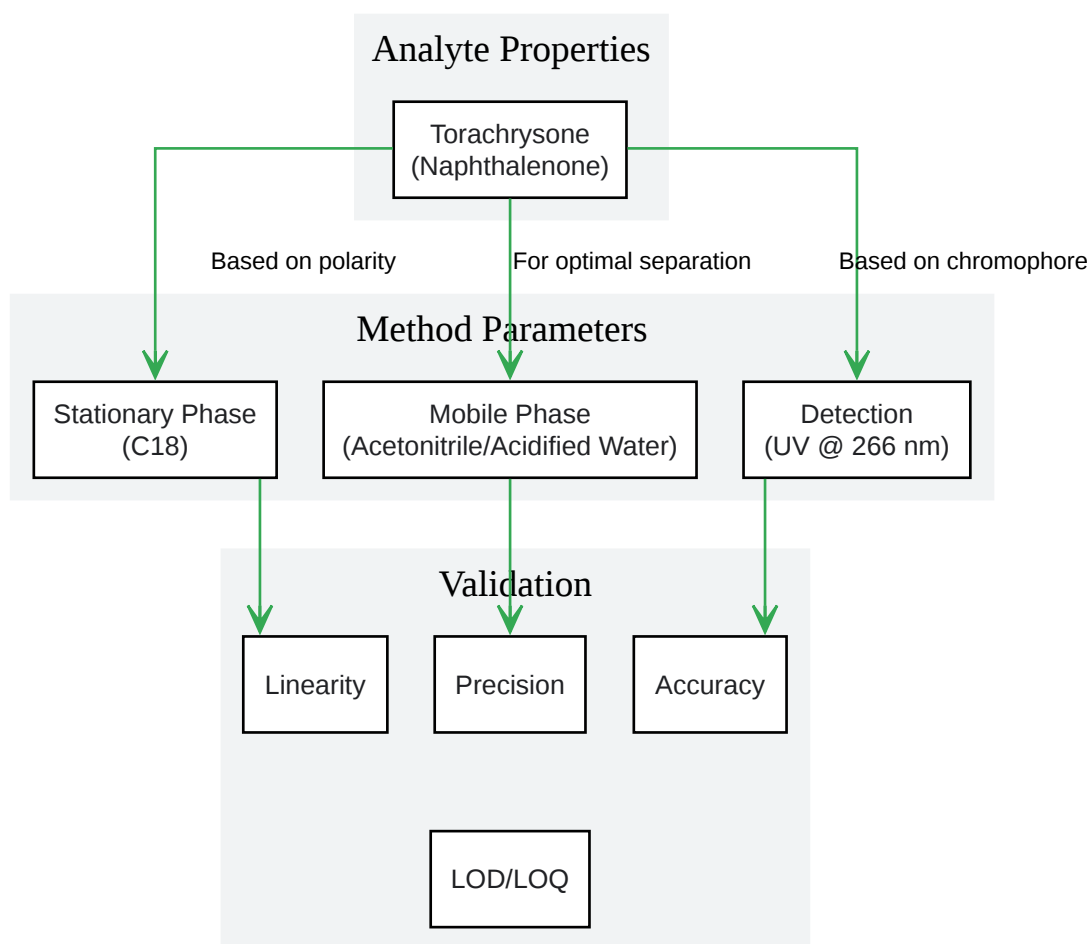 Analyte Properties
Torachrysone
(Naphthalenone)
Based on polarity
For optimal separation
Based on chromophore
Method Parameters
Stationary Phase
(C18)
Mobile Phase
(Acetonitrile/Acidified Water)
Detection
(UV @ 266 nm)
Validation
Linearity
Precision
Accuracy
LOD/LOQ